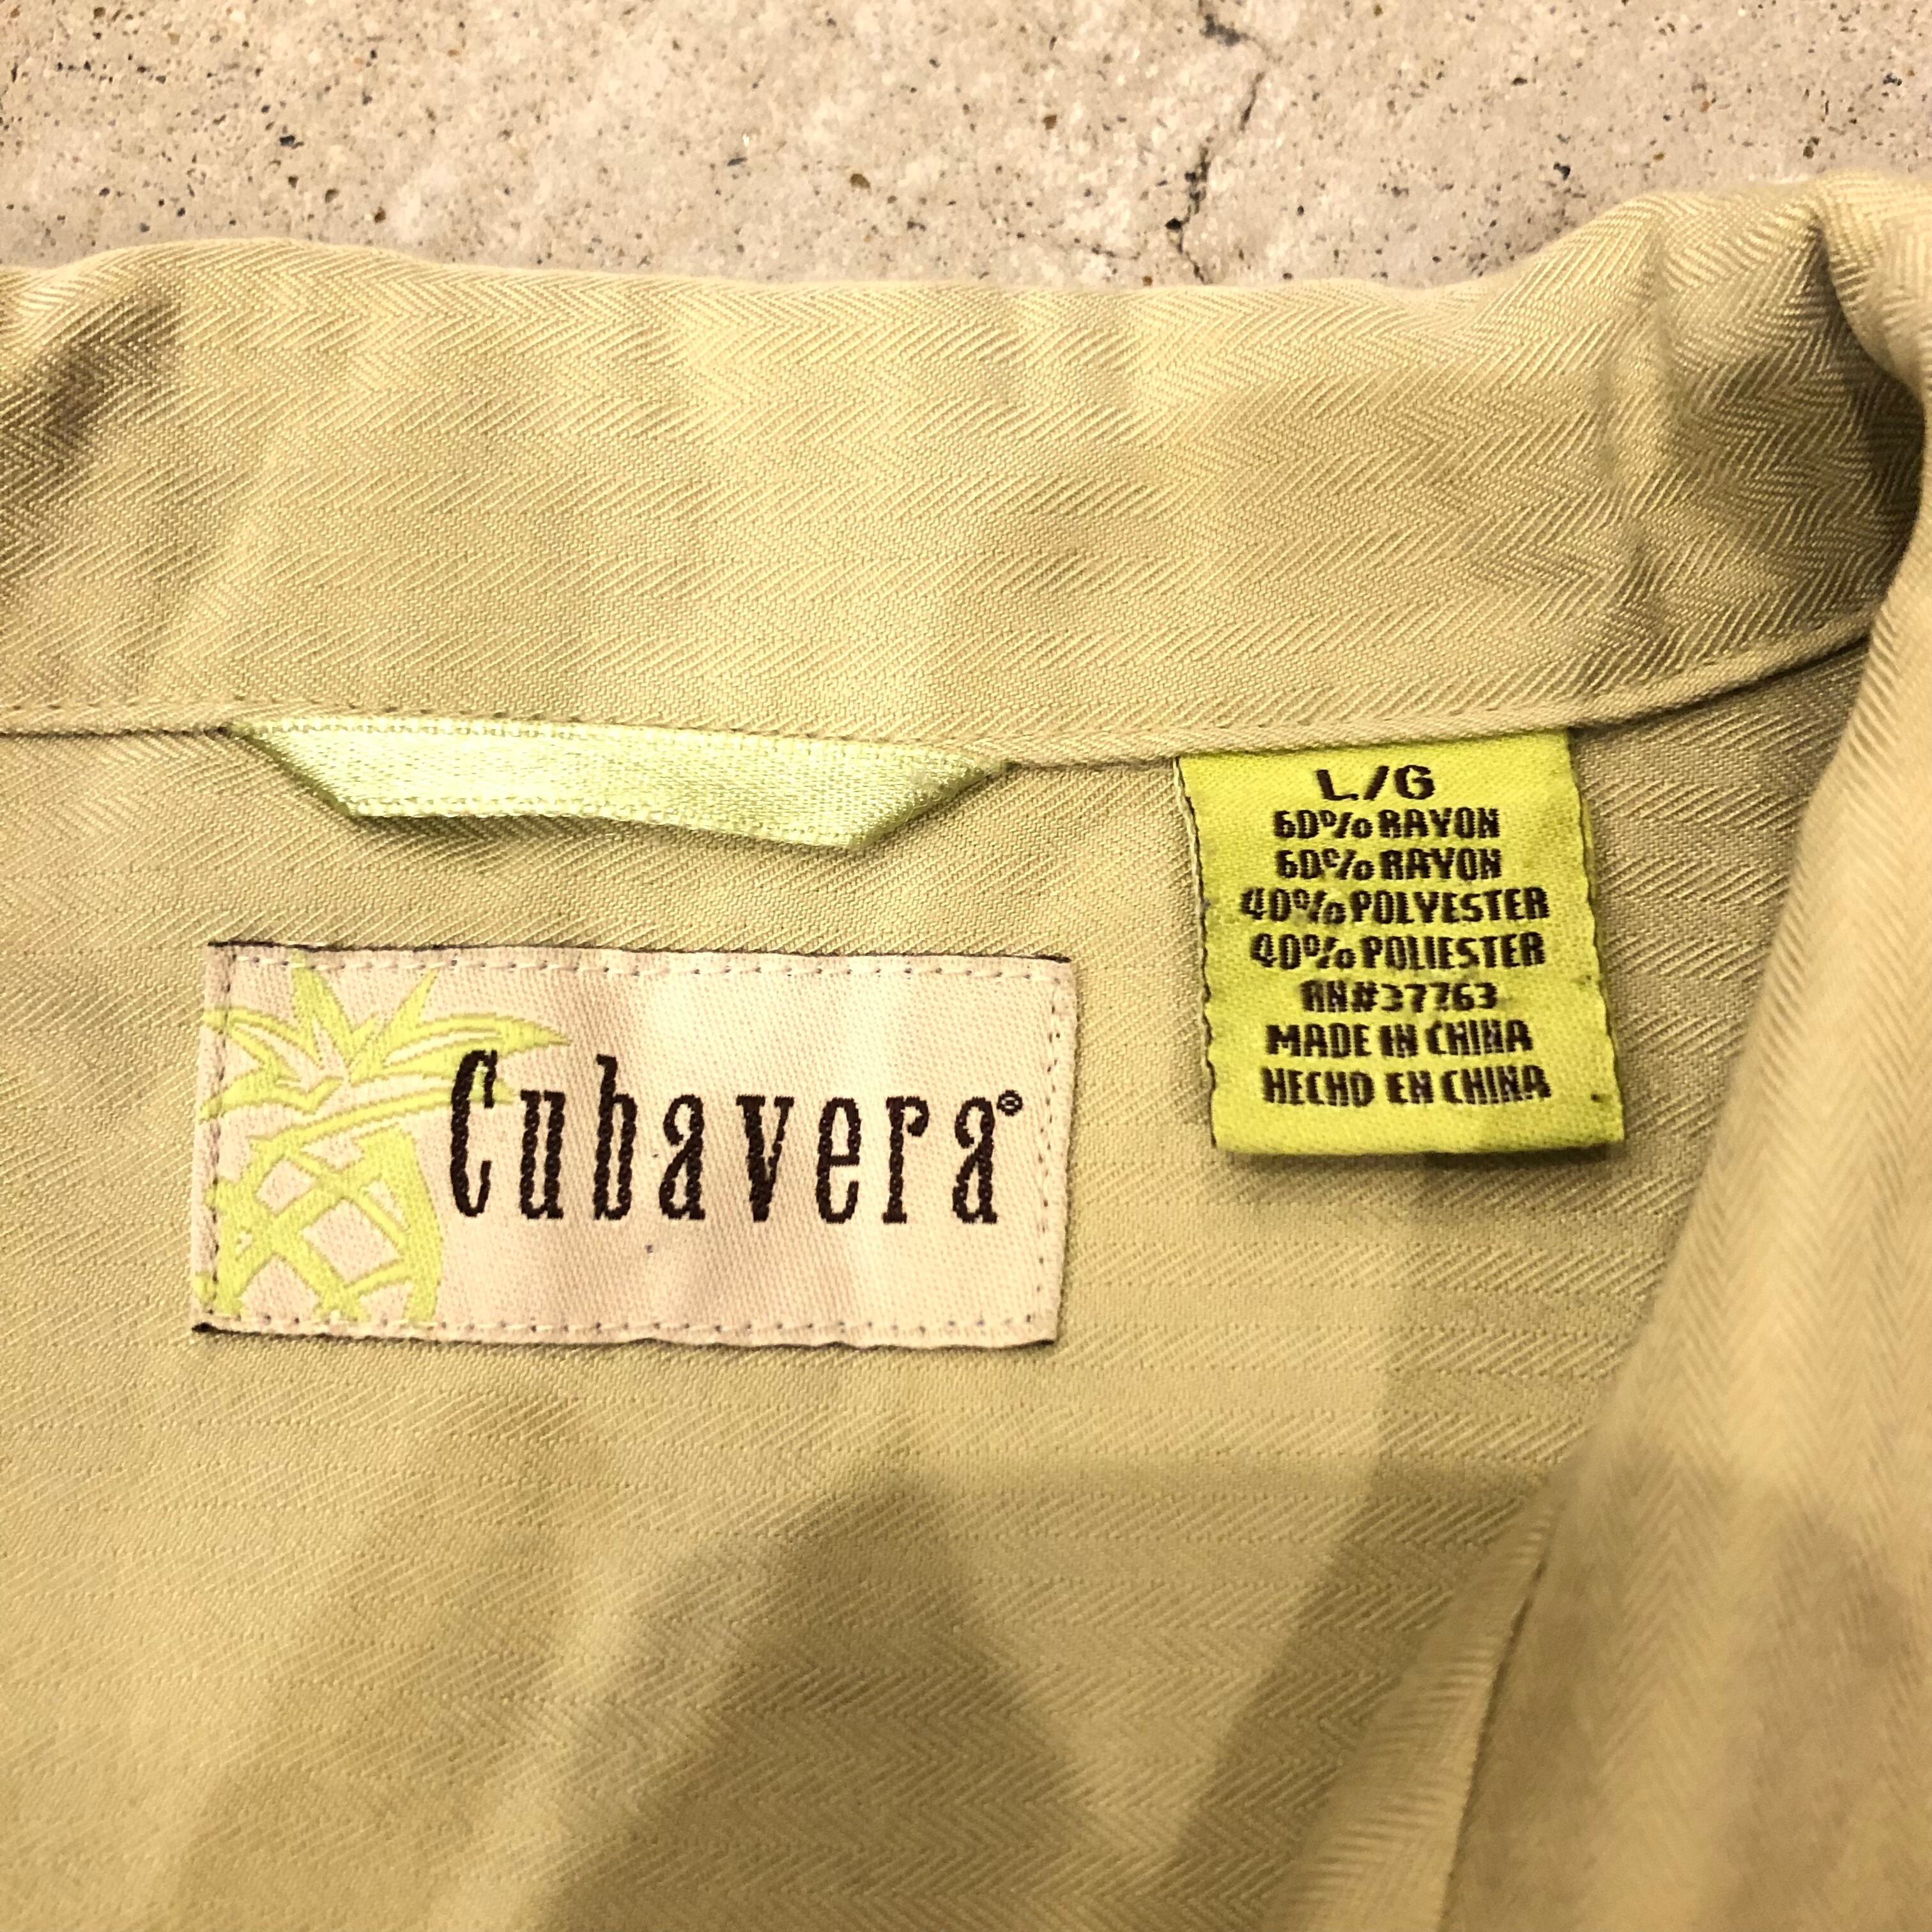 Cubavera®
L/G
60% RAYON
60% RAYON
40% POLYESTER
40% POLIESTER
RN#37763
MADE IN CHINA
HECHO EN CHINA